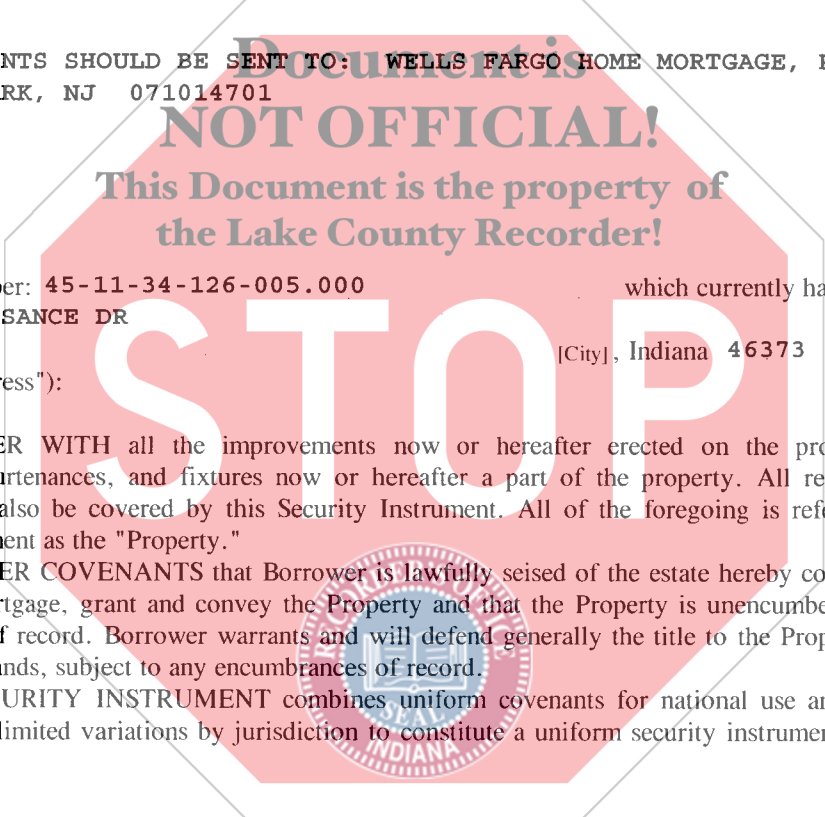 Document is
NTS SHOULD BE SENT TO: WELLS FARGO HOME MORTGAGE,
RK, NJ 071014701
NOT OFFICIAL!
This Document is the property of
the Lake County Recorder!
er: 45-11-34-126-005.000 which currently ha
SANCE DR
STOP
[City], Indiana 46373
ress"):
ER WITH all the improvements now or hereafter erected on the pro
urtenances, and fixtures now or hereafter a part of the property. All re
also be covered by this Security Instrument. All of the foregoing is refe
ent as the "Property."
ER COVENANTS that Borrower is lawfully seised of the estate hereby co
rtgage, grant and convey the Property and that the Property is unencumbe
f record. Borrower warrants and will defend generally the title to the Prop
nds, subject to any encumbrances of record.
URITY INSTRUMENT combines uniform covenants for national use an
limited variations by jurisdiction to constitute a uniform security instrumen
RECORDER'S OFFICE
SEAL
INDIANA